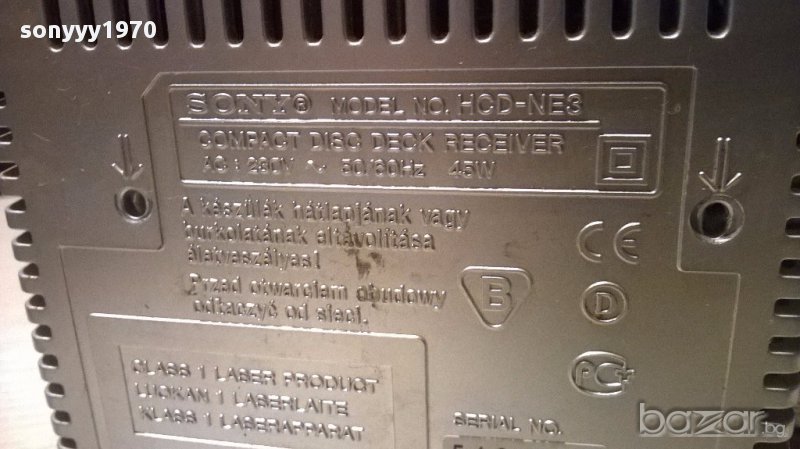 sonyyy1970
SONY® MODEL NO. HCD-NE3
COMPACT DISC DECK RECEIVER
AC : 230V ~ 50/60Hz 45W
A készülék hátlapjának vagy
burkolatának eltávolítása
életveszélyes!
Przed otwarciem obudowy
odłączyć od sieci.
CE
B
D
CLASS 1 LASER PRODUCT
LUOKAN 1 LASERLAITE
KLASS 1 LASERAPPARAT
SERIAL NO.
bazar.bg